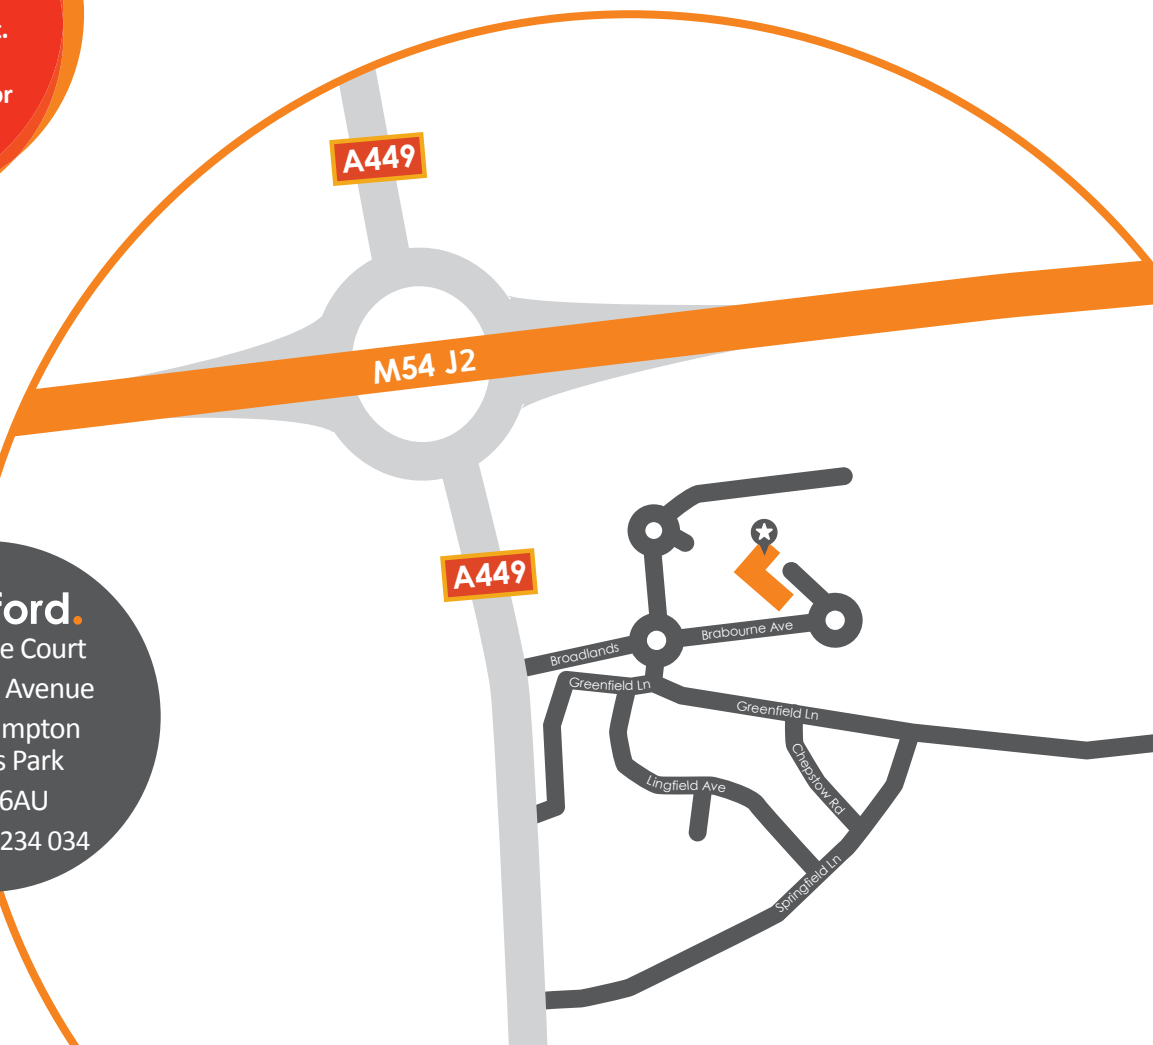 A449
M54 J2
A449
Broadlands
Brabourne Ave
Greenfield Ln
Greenfield Ln
Chepstow Rd
Lingfield Ave
Springfield Ln
ford.
e Court
Avenue
mpton
s Park
6AU
234 034